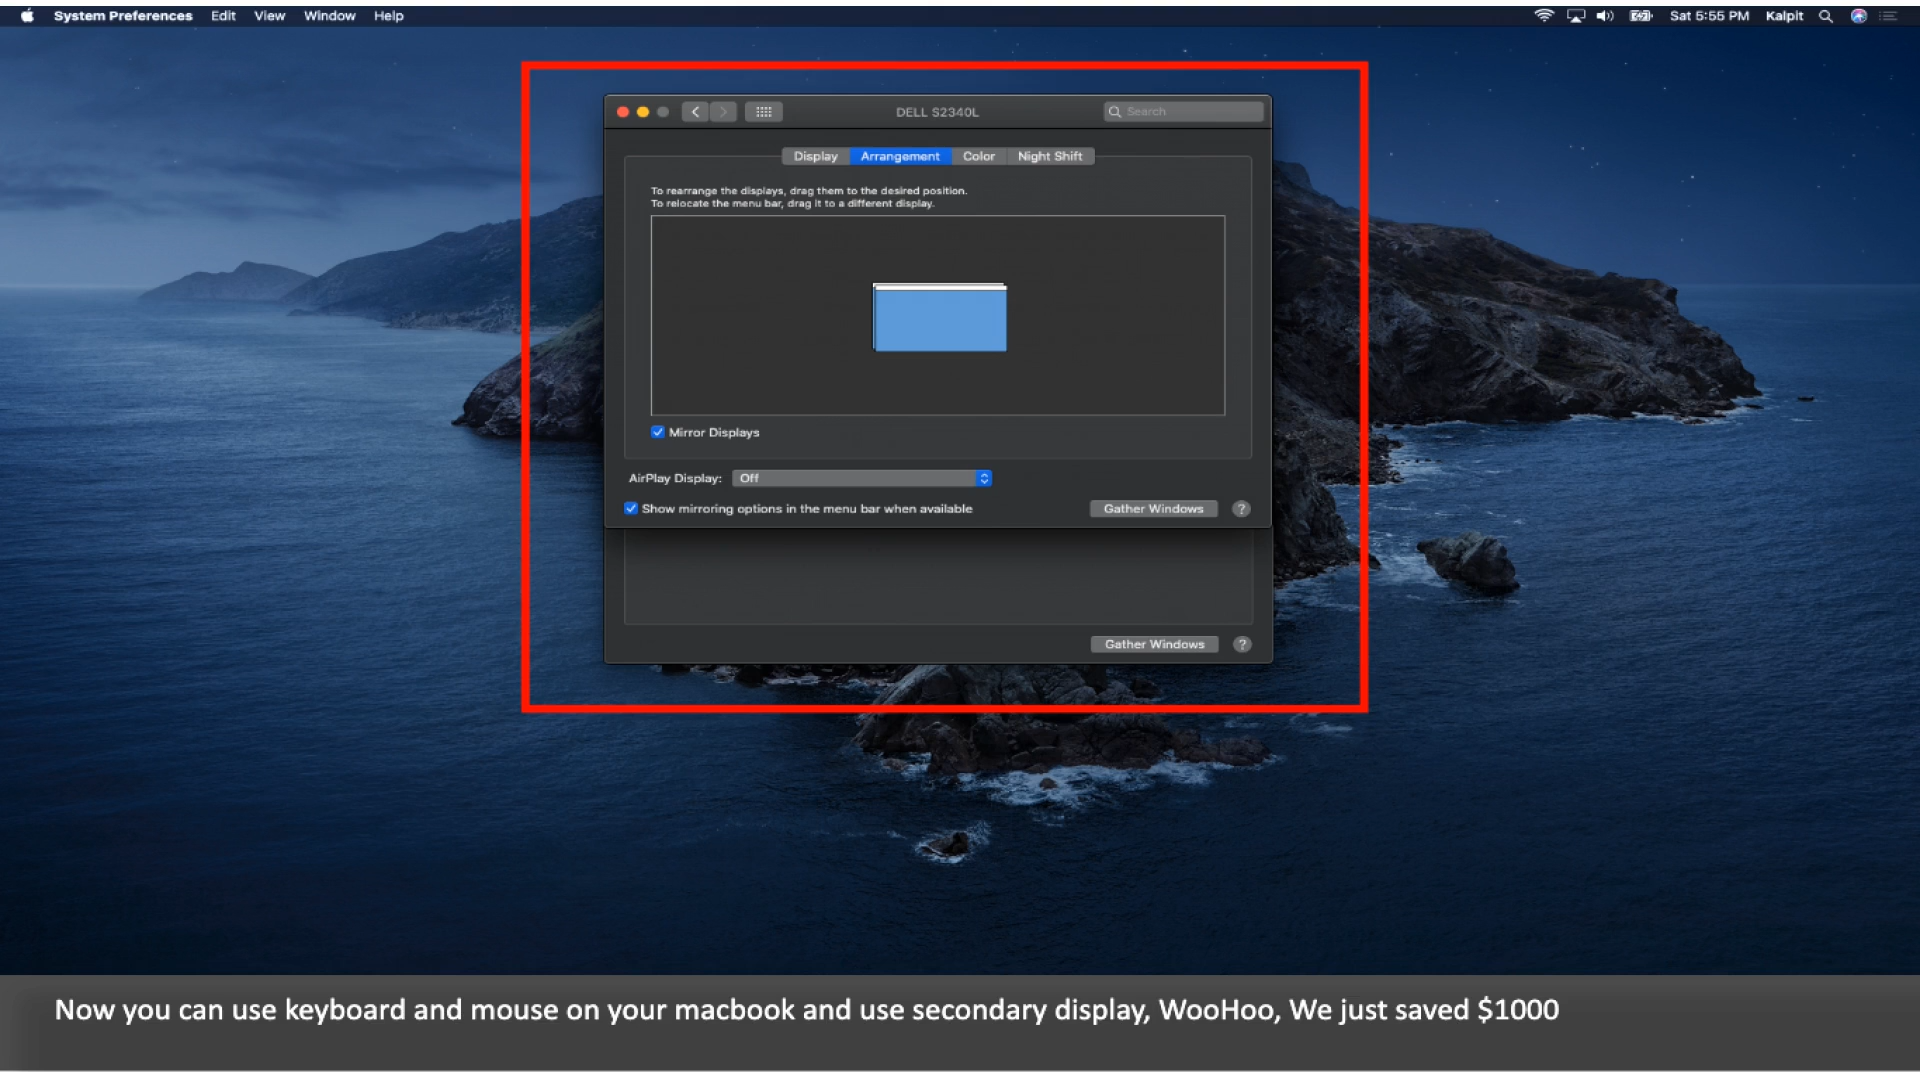 System Preferences Edit View Window Help Sat 5:55 PM Kalpit
DELL S2340L Search
Display Arrangement Color Night Shift
To rearrange the displays, drag them to the desired position.
To relocate the menu bar, drag it to a different display.
Mirror Displays
AirPlay Display: Off
Show mirroring options in the menu bar when available Gather Windows ?
Gather Windows ?
Now you can use keyboard and mouse on your macbook and use secondary display, WooHoo, We just saved $1000